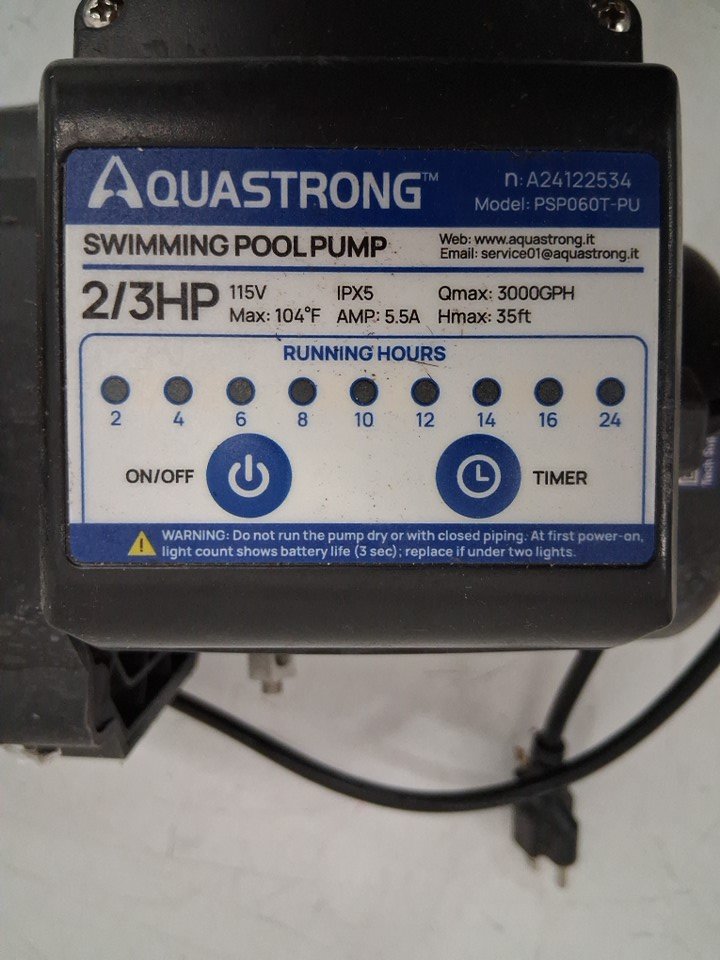 AQUASTRONG™
n: A24122534
Model: PSP060T-PU
SWIMMING POOL PUMP
Web: www.aquastrong.it
Email: service01@aquastrong.it
2/3HP
115V IPX5 Qmax: 3000GPH
Max: 104°F AMP: 5.5A Hmax: 35ft
RUNNING HOURS
2 4 6 8 10 12 14 16 24
ON/OFF TIMER
WARNING: Do not run the pump dry or with closed piping. At first power-on,
light count shows battery life (3 sec); replace if under two lights.